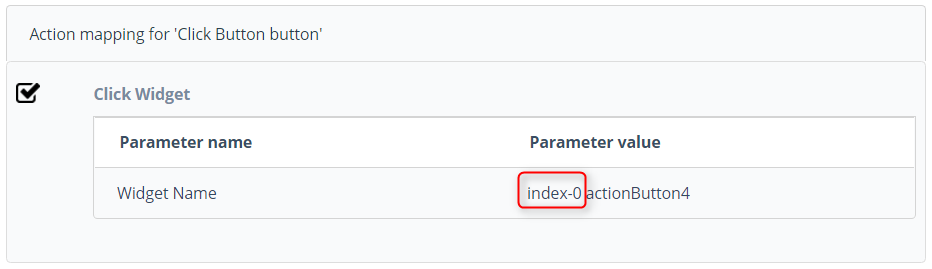 Action mapping for 'Click Button button'
Click Widget
Parameter name Parameter value
Widget Name index-0 actionButton4